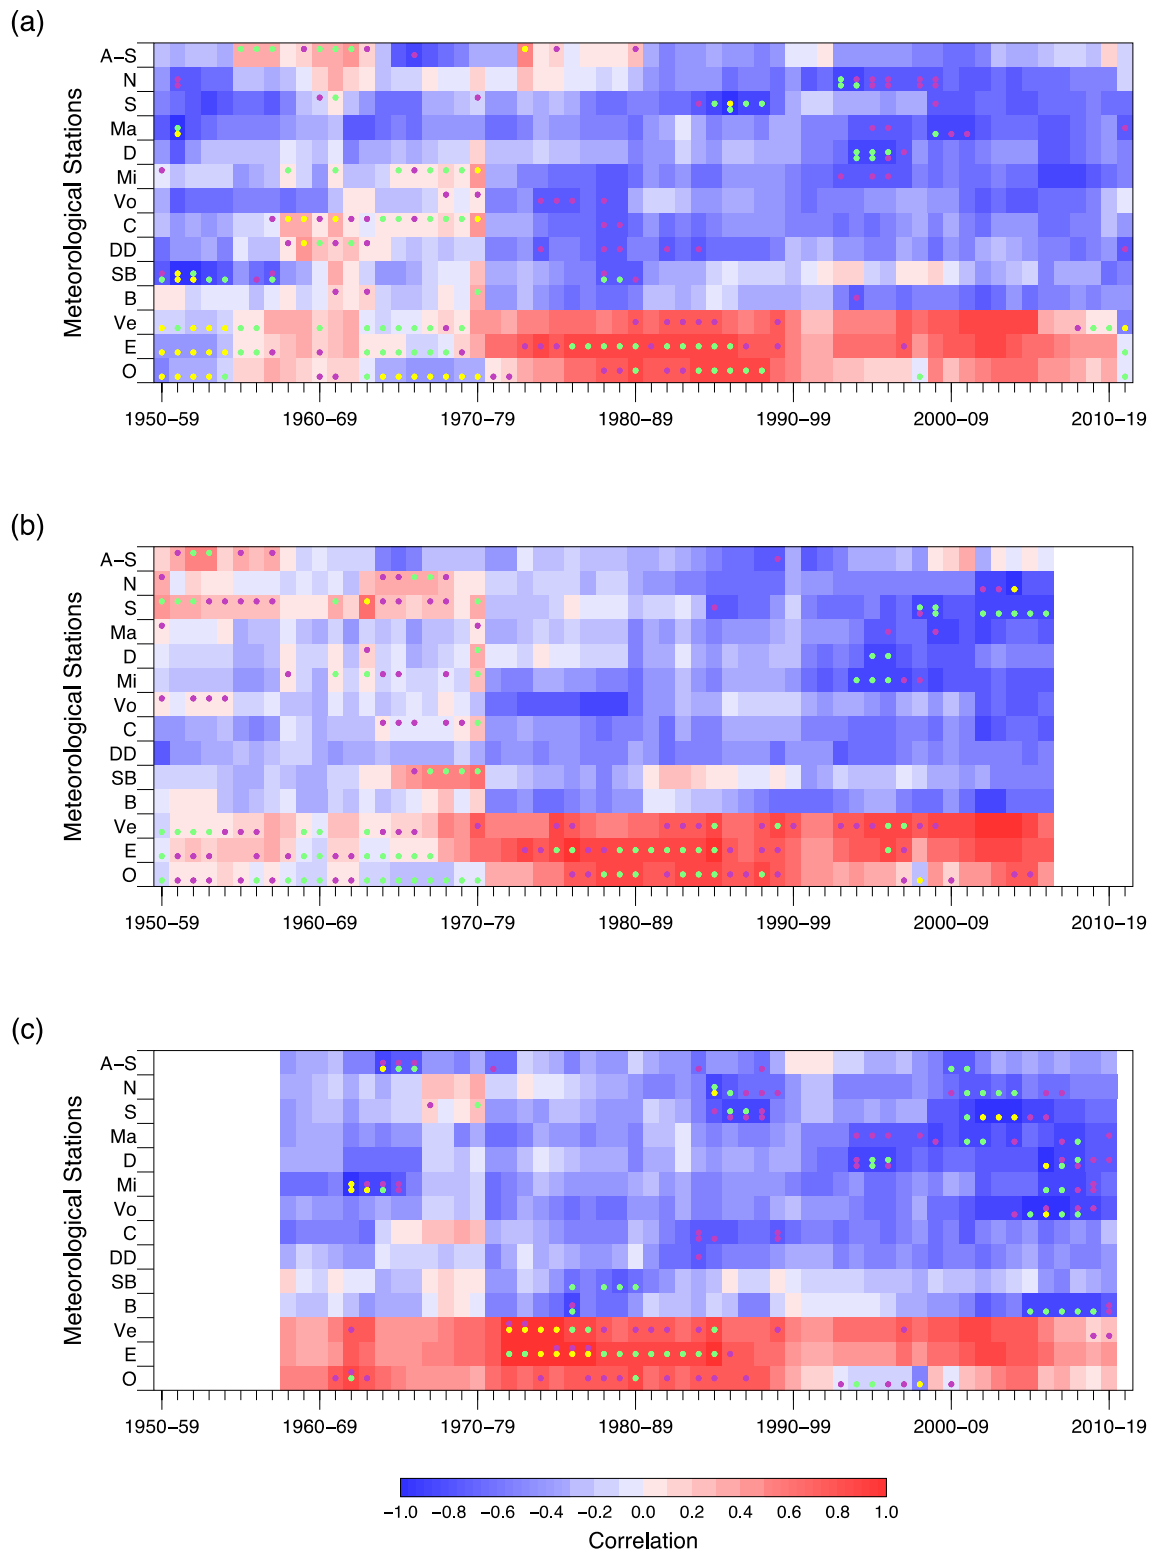 (a)
Meteorological Stations
A−S
N
S
Ma
D
Mi
Vo
C
DD
SB
B
Ve
E
O
1950−59 1960−69 1970−79 1980−89 1990−99 2000−09 2010−19
(b)
Meteorological Stations
A−S
N
S
Ma
D
Mi
Vo
C
DD
SB
B
Ve
E
O
1950−59 1960−69 1970−79 1980−89 1990−99 2000−09 2010−19
(c)
Meteorological Stations
A−S
N
S
Ma
D
Mi
Vo
C
DD
SB
B
Ve
E
O
1950−59 1960−69 1970−79 1980−89 1990−99 2000−09 2010−19
−1.0 −0.8 −0.6 −0.4 −0.2 0.0 0.2 0.4 0.6 0.8 1.0
Correlation